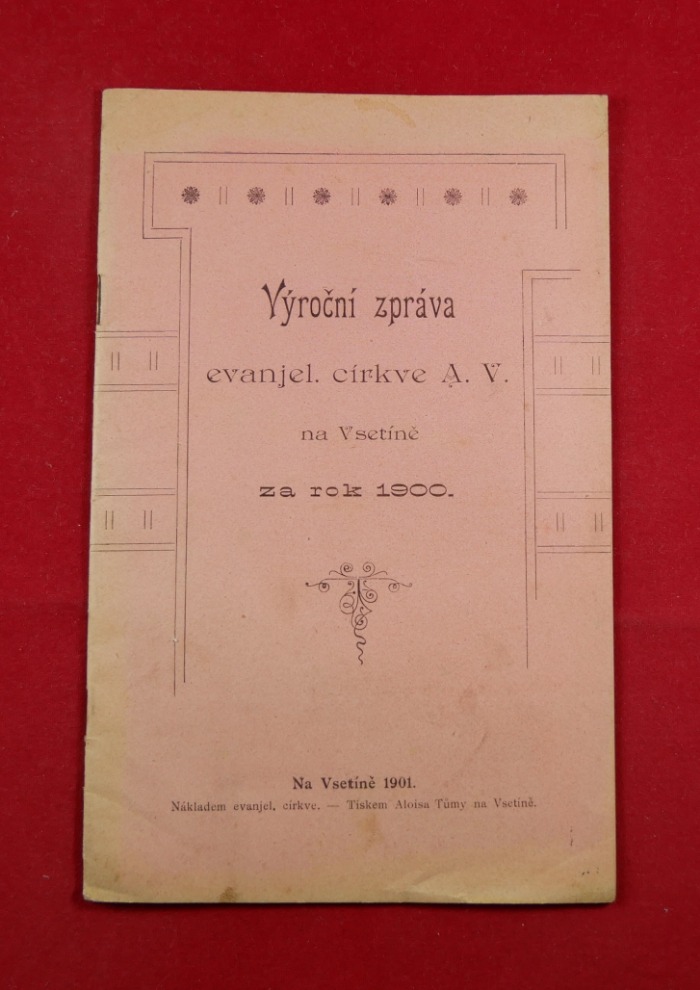 Výroční zpráva
evanjel. církve A. V.
na Vsetíně
za rok 1900.
Na Vsetíně 1901.
Nákladem evanjel. církve. — Tiskem Aloisa Tůmy na Vsetíně.